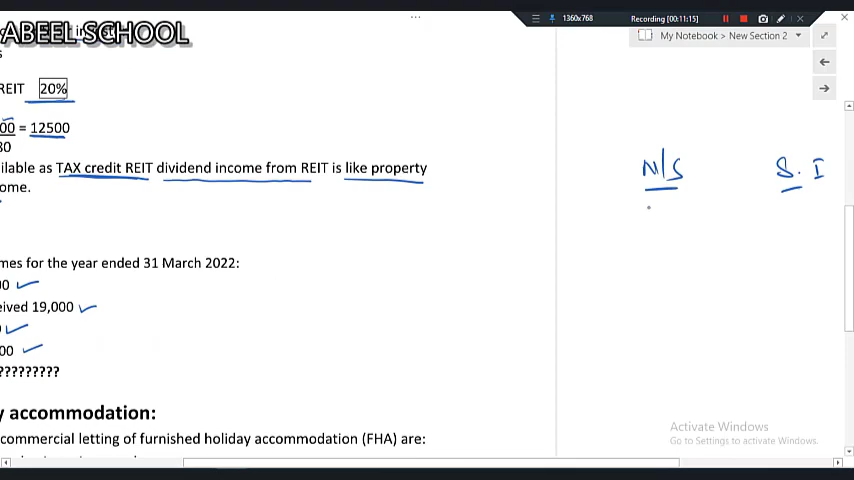 ABEEL SCHOOL
1360x768
Recording [00:11:15]
My Notebook > New Section 2
REIT 20%
00 = 12500
30
N/S S. I
ilable as TAX credit REIT dividend income from REIT is like property
ome.
mes for the year ended 31 March 2022:
00
eived 19,000
00
?????????
y accommodation:
commercial letting of furnished holiday accommodation (FHA) are:
Activate Windows
Go to Settings to activate Windows.